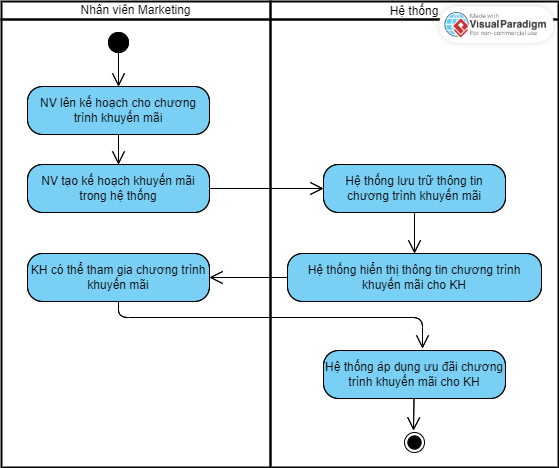 Nhân viên Marketing
Hệ thống
Made with
Visual Paradigm
For non-commercial use
NV lên kế hoạch cho chương
trình khuyến mãi
NV tạo kế hoạch khuyến mãi
trong hệ thống
Hệ thống lưu trữ thông tin
chương trình khuyến mãi
KH có thể tham gia chương trình
khuyến mãi
Hệ thống hiển thị thông tin chương trình
khuyến mãi cho KH
Hệ thống áp dụng ưu đãi chương
trình khuyến mãi cho KH